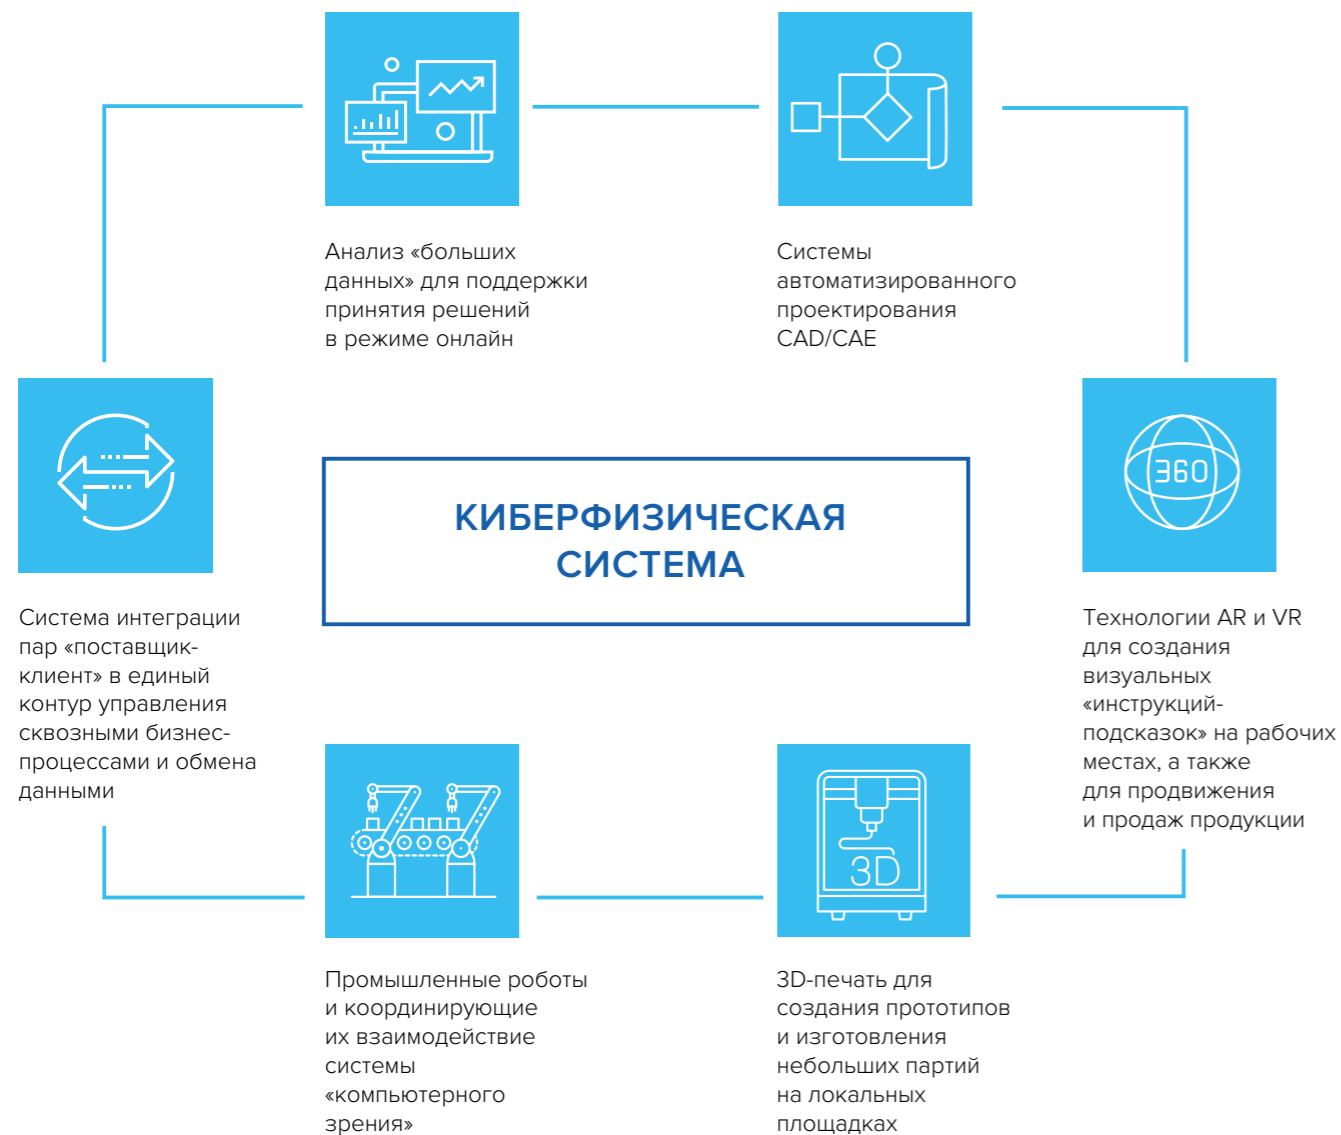 Анализ «больших
данных» для поддержки
принятия решений
в режиме онлайн
Системы
автоматизированного
проектирования
CAD/CAE
КИБЕРФИЗИЧЕСКАЯ
СИСТЕМА
360
Система интеграции
пар «поставщик-
клиент» в единый
контур управления
сквозными бизнес-
процессами и обмена
данными
Технологии AR и VR
для создания
визуальных
«инструкций-
подсказок» на рабочих
местах, а также
для продвижения
и продаж продукции
3D
Промышленные роботы
и координирующие
их взаимодействие
системы
«компьютерного
зрения»
3D-печать для
создания прототипов
и изготовления
небольших партий
на локальных
площадках